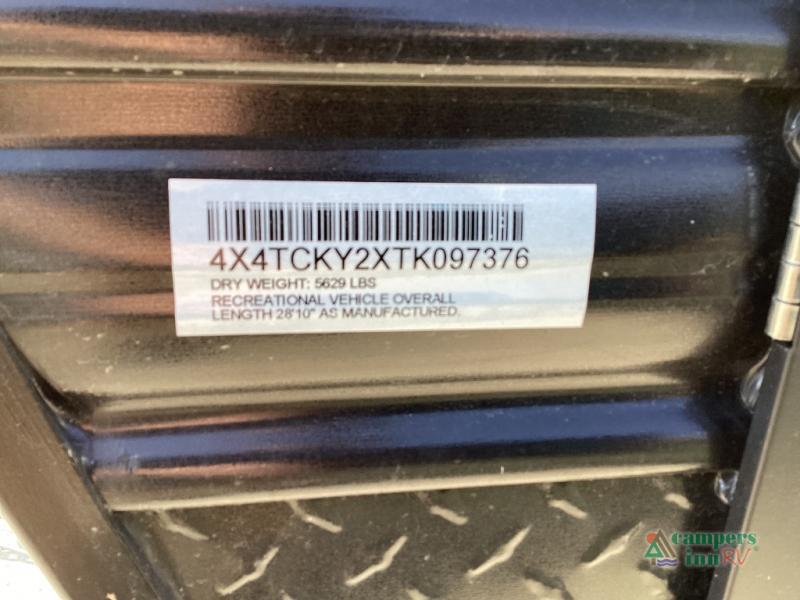 4X4TCKY2XTK097376
DRY WEIGHT: 5629 LBS
RECREATIONAL VEHICLE OVERALL
LENGTH 28'10" AS MANUFACTURED.
campers
inn RV